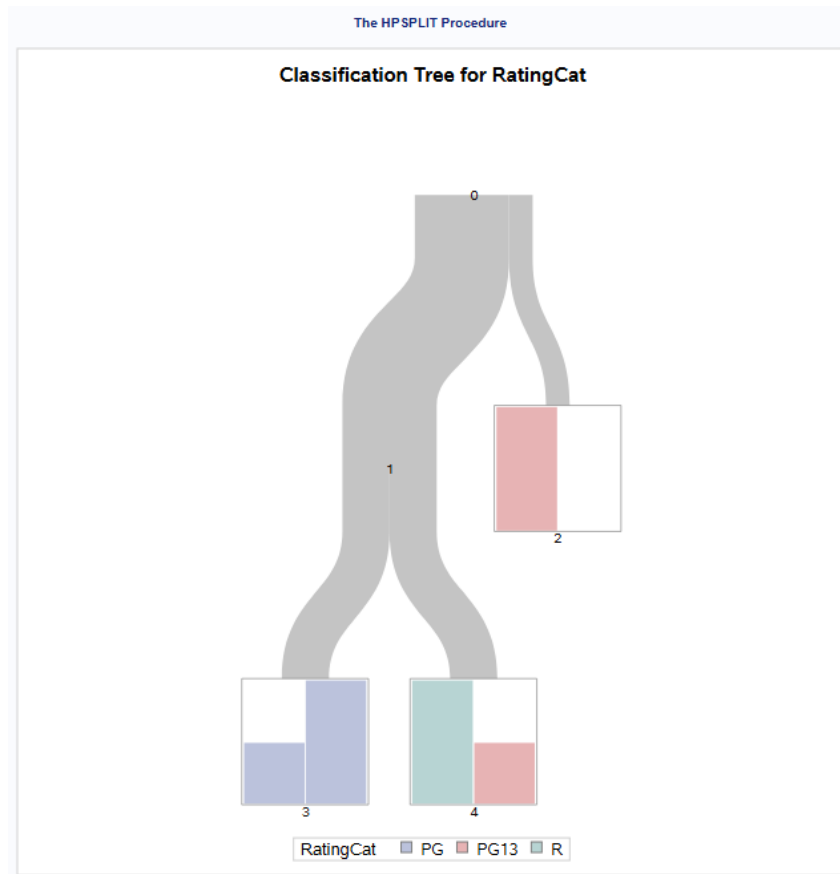 The HPSPLIT Procedure
Classification Tree for RatingCat
0
1
2
3
4
RatingCat PG PG13 R